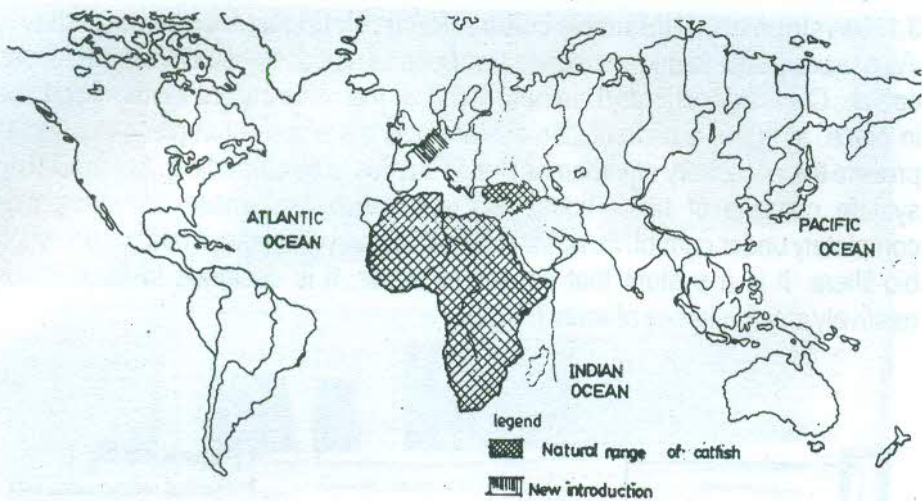 ATLANTIC
OCEAN
PACIFIC
OCEAN
INDIAN
OCEAN
legend
Natural range of catfish
New introduction